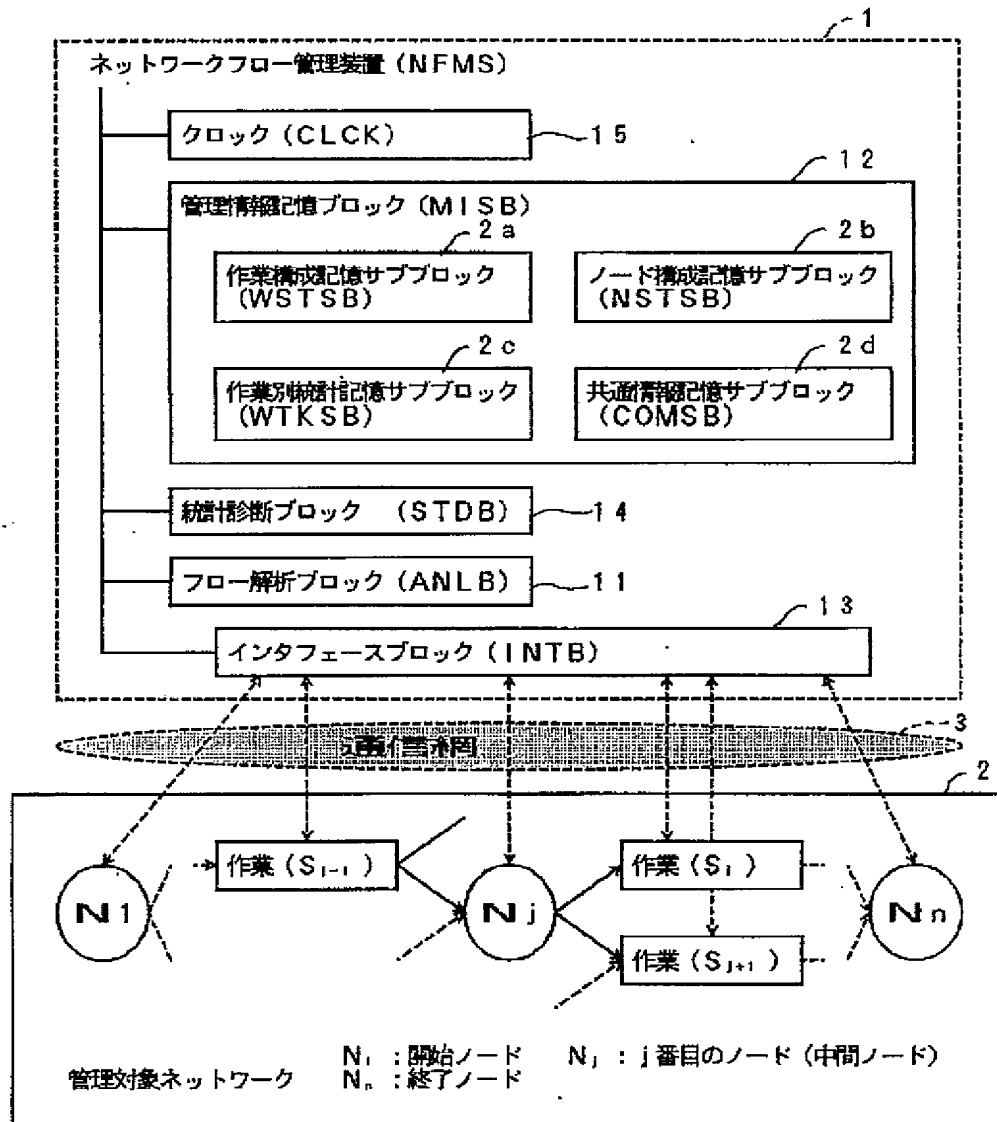 1
ネットワークフロー管理装置(NFMS)
クロック(CLCK)
15
12
管理情報記憶ブロック(MISB)
2a
2b
作業構成記憶サブブロック
(WSTSB)
ノード構成記憶サブブロック
(NSTSB)
2c
2d
作業別統計記憶サブブロック
(WTKSB)
共通情報記憶サブブロック
(COMSB)
統計診断ブロック (STDB)
14
フロー解析ブロック(ANLB)
11
13
インタフェースブロック(INTB)
3
通信網
2
作業(Si-1)
作業(Si)
N1
Nj
Nn
作業(Si+1)
N1:開始ノード Nj:j番目のノード(中間ノード)
管理対象ネットワーク Nn:終了ノード